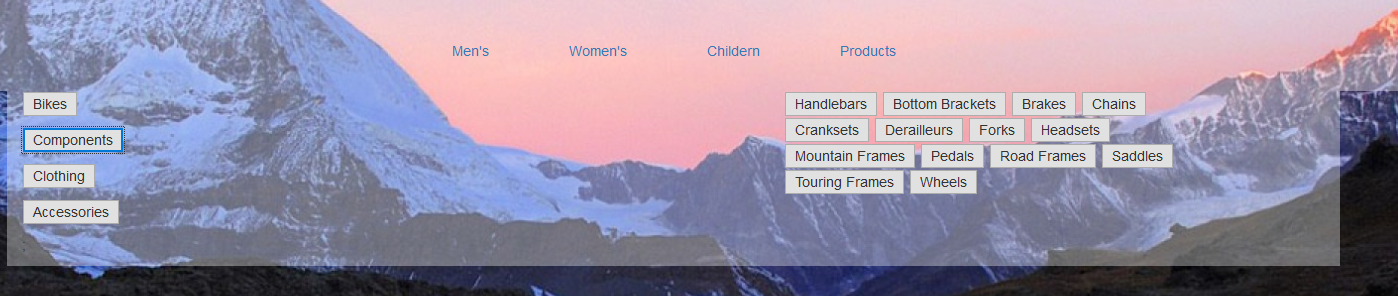 Men's Women's Childern Products
Bikes
Components
Clothing
Accessories
Handlebars Bottom Brackets Brakes Chains
Cranksets Derailleurs Forks Headsets
Mountain Frames Pedals Road Frames Saddles
Touring Frames Wheels